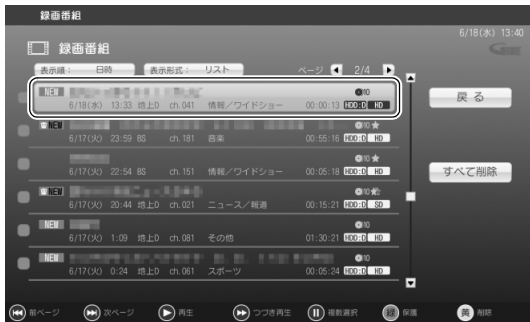 録画番組
6/18(水) 13:40
録画番組
表示順： 日時 表示形式： リスト ページ 2/4
NEW 10
6/18(水) 13:33 地上D ch.041 情報／ワイドショー 00:00:13 HDD:D HD
戻る
NEW 10
6/17(火) 23:59 BS ch.181 音楽 00:55:16 HDD:D HD
10
6/17(火) 22:54 BS ch.151 情報／ワイドショー 00:05:18 HDD:D HD
すべて削除
NEW 10
6/17(火) 20:44 地上D ch.021 ニュース／報道 00:15:21 HDD:D SD
NEW 10
6/17(火) 1:09 地上D ch.081 その他 01:30:21 HDD:D HD
NEW 10
6/17(火) 0:24 地上D ch.061 スポーツ 00:05:24 HDD:D HD
前ページ 次ページ 再生 つづき再生 複数選択 緑 保護 黄 削除